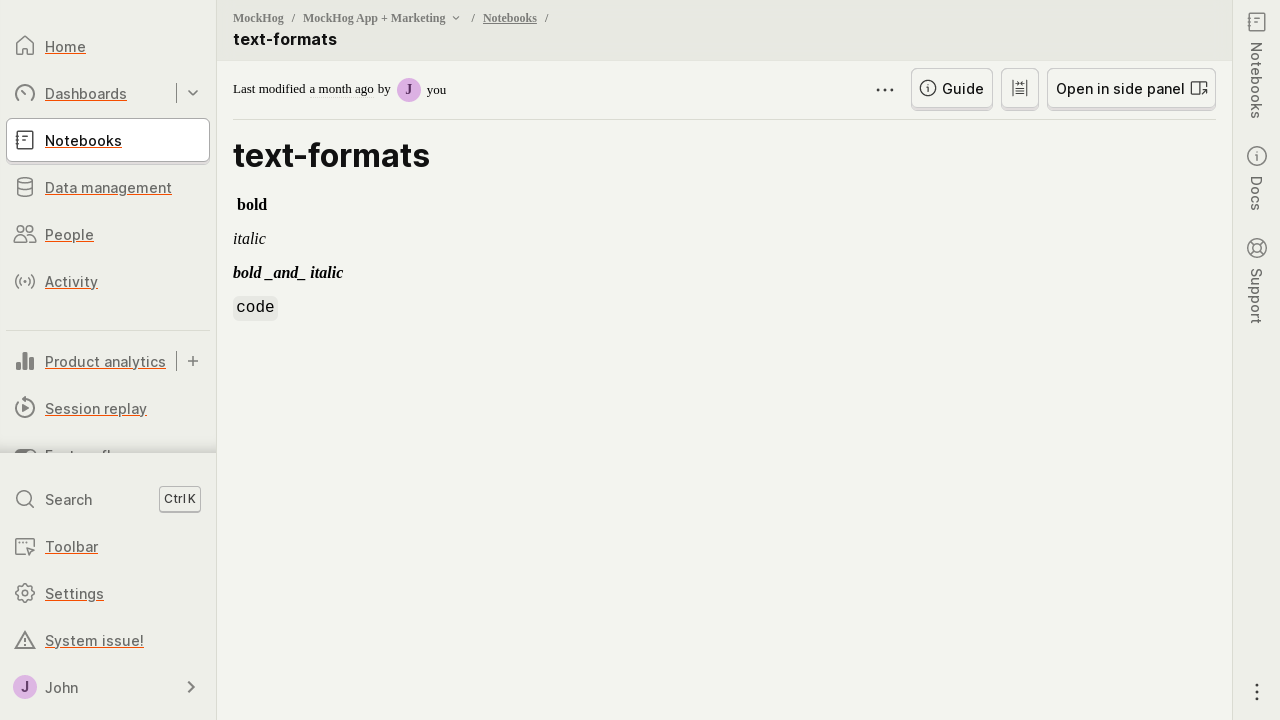 Home
Dashboards
Notebooks
Data management
People
Activity
Product analytics
Session replay
Search Ctrl K
Toolbar
Settings
System issue!
J John
MockHog / MockHog App + Marketing / Notebooks /
text-formats
Last modified a month ago by J you
Guide
Open in side panel
text-formats
bold
italic
bold _and_ italic
code
Notebooks
Docs
Support